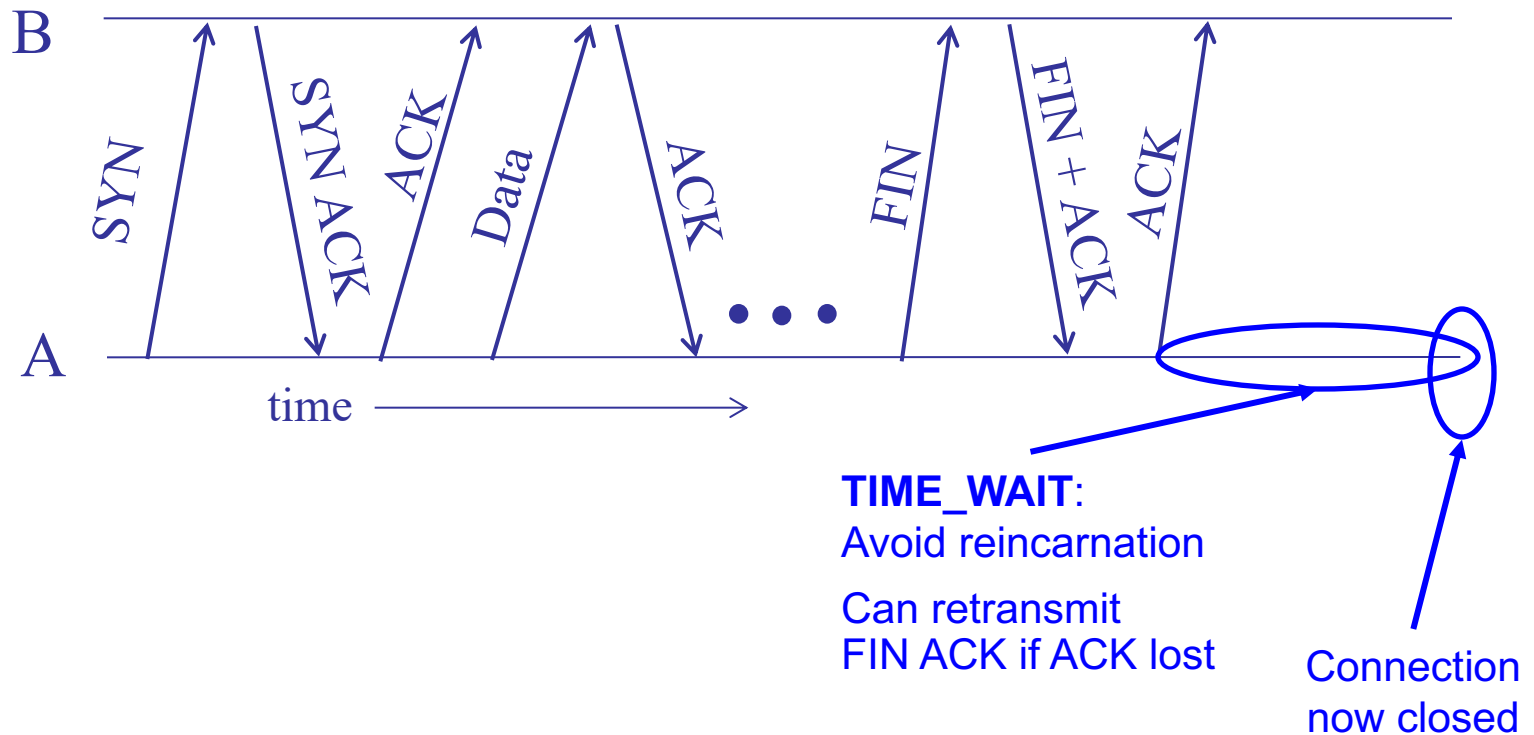 B
SYN
SYN ACK
ACK
Data
ACK
FIN
FIN + ACK
ACK
A
time
TIME_WAIT:
Avoid reincarnation
Can retransmit
FIN ACK if ACK lost
Connection
now closed